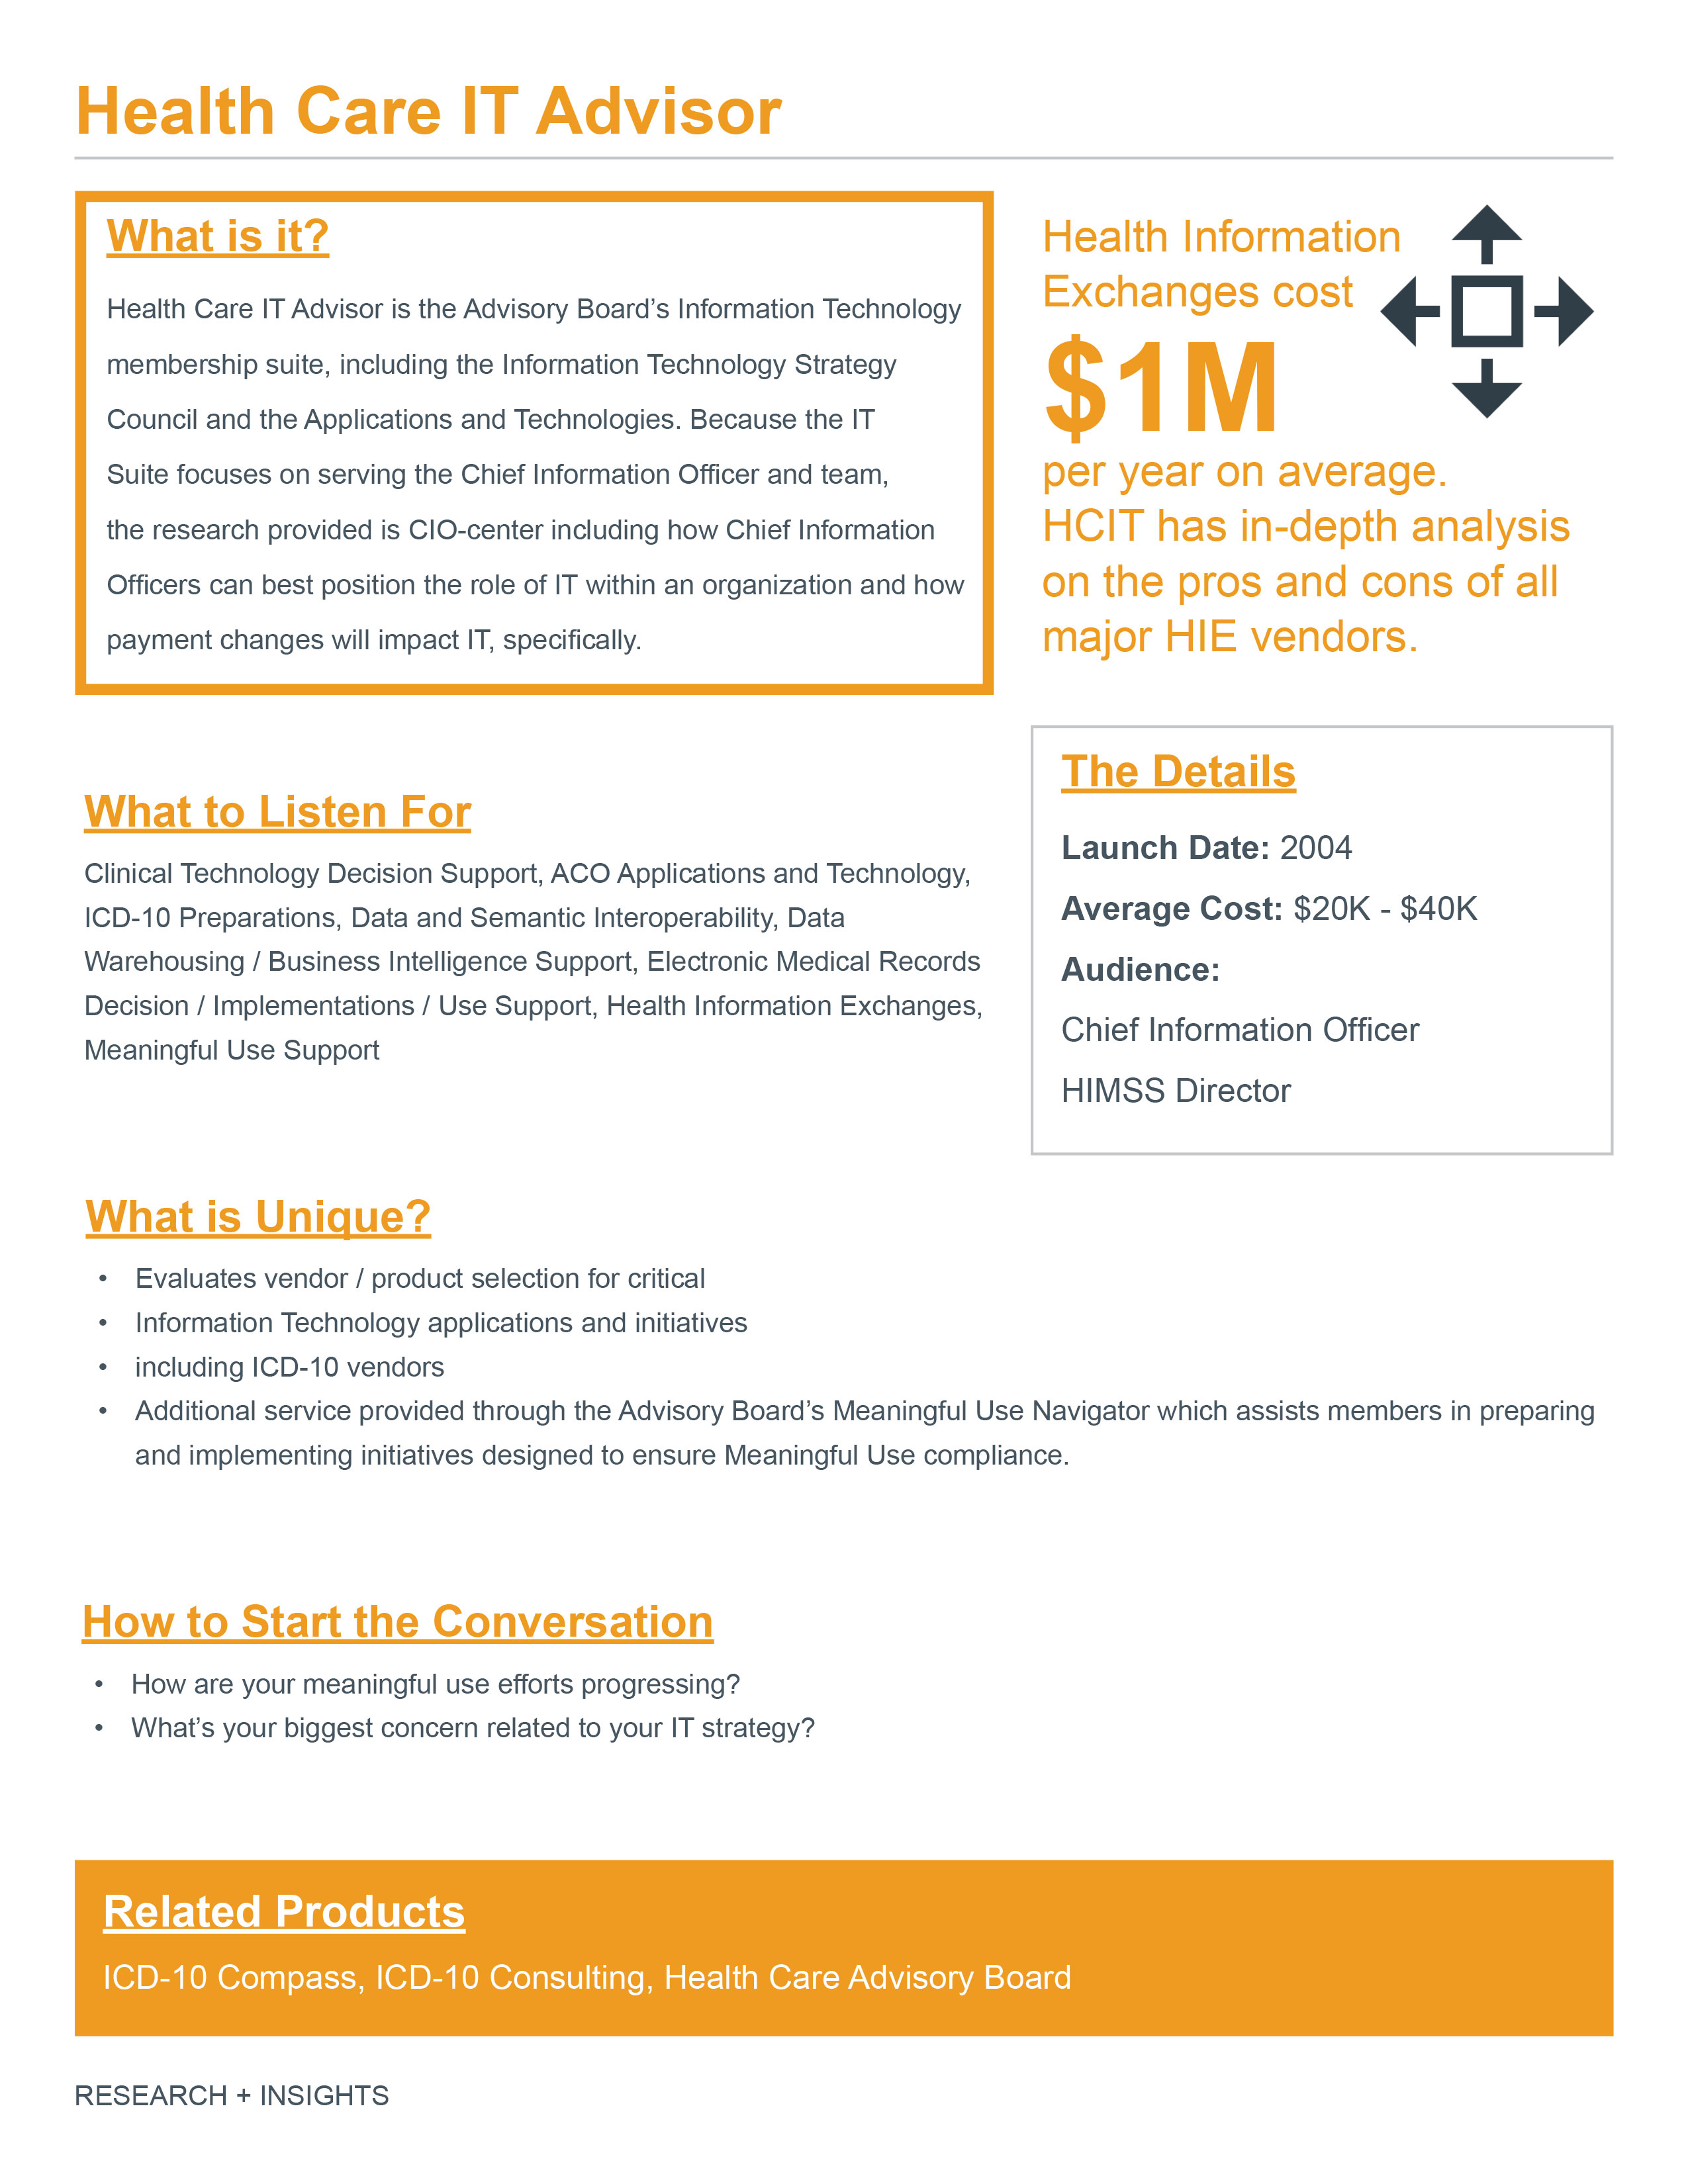 Health Care IT Advisor
What is it?
Health Care IT Advisor is the Advisory Board’s Information Technology
membership suite, including the Information Technology Strategy
Council and the Applications and Technologies. Because the IT
Suite focuses on serving the Chief Information Officer and team,
the research provided is CIO-center including how Chief Information
Officers can best position the role of IT within an organization and how
payment changes will impact IT, specifically.
Health Information
Exchanges cost
$1M
per year on average.
HCIT has in-depth analysis
on the pros and cons of all
major HIE vendors.
What to Listen For
Clinical Technology Decision Support, ACO Applications and Technology,
ICD-10 Preparations, Data and Semantic Interoperability, Data
Warehousing / Business Intelligence Support, Electronic Medical Records
Decision / Implementations / Use Support, Health Information Exchanges,
Meaningful Use Support
The Details
Launch Date: 2004
Average Cost: $20K - $40K
Audience:
Chief Information Officer
HIMSS Director
What is Unique?
• Evaluates vendor / product selection for critical
• Information Technology applications and initiatives
• including ICD-10 vendors
• Additional service provided through the Advisory Board’s Meaningful Use Navigator which assists members in preparing
and implementing initiatives designed to ensure Meaningful Use compliance.
How to Start the Conversation
• How are your meaningful use efforts progressing?
• What’s your biggest concern related to your IT strategy?
Related Products
ICD-10 Compass, ICD-10 Consulting, Health Care Advisory Board
RESEARCH + INSIGHTS